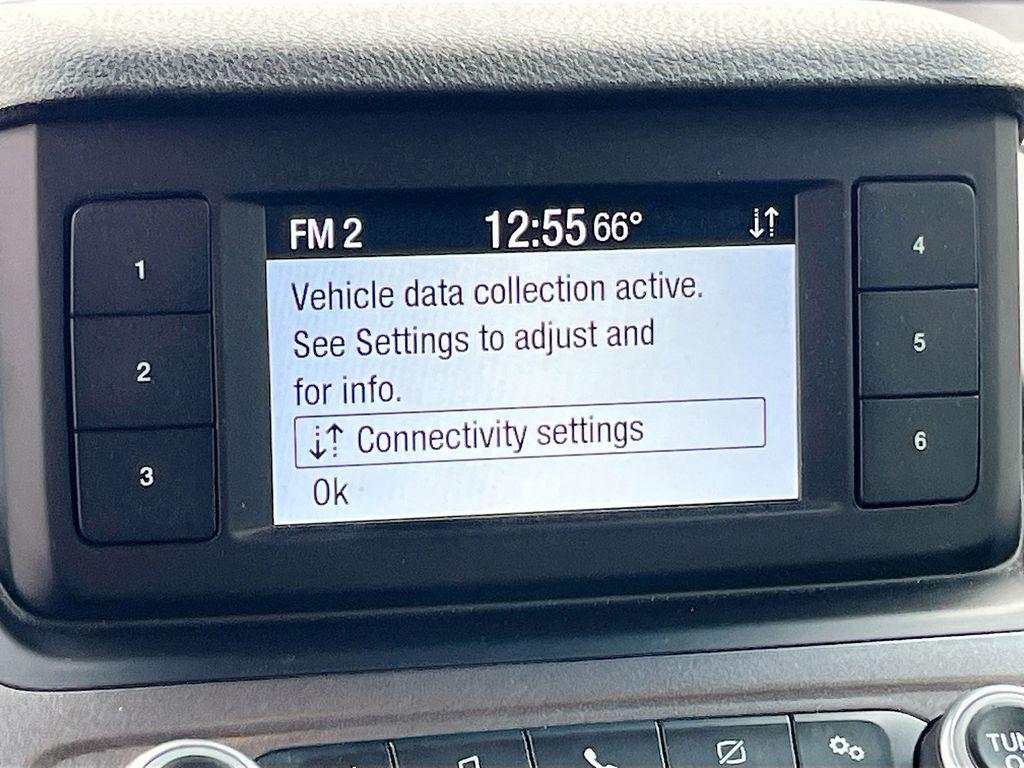 FM 2 12:55 66°
Vehicle data collection active.
See Settings to adjust and
for info.
Connectivity settings
Ok
1
2
3
4
5
6